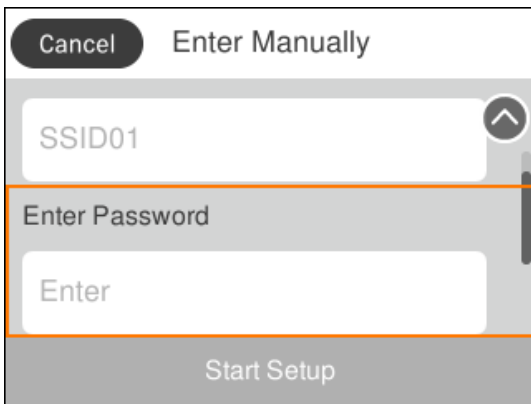 Cancel Enter Manually
SSID01
Enter Password
Enter
Start Setup